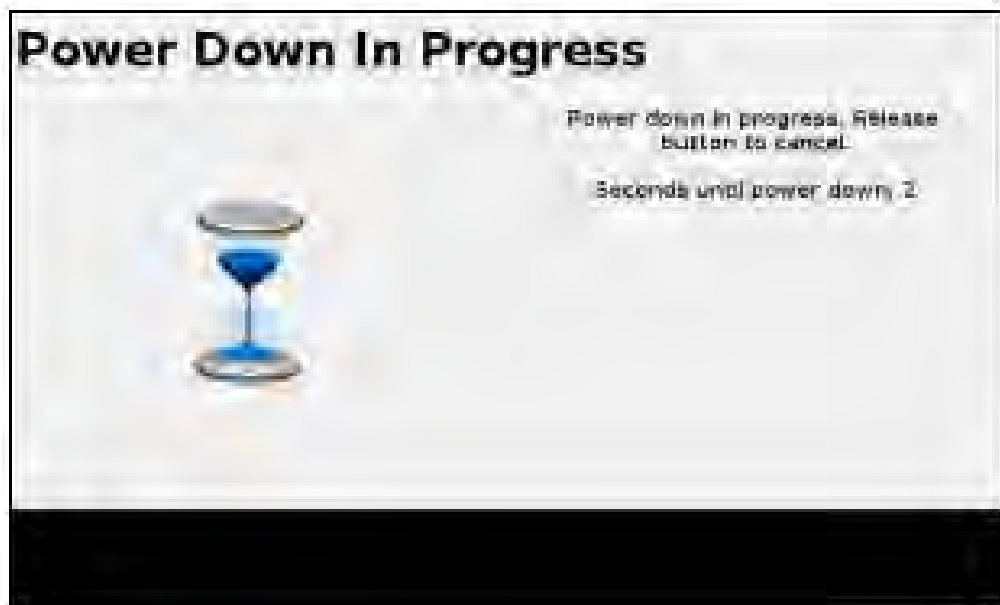 Power Down In Progress
Power down in progress. Release
button to cancel.
Seconds until power down: 2